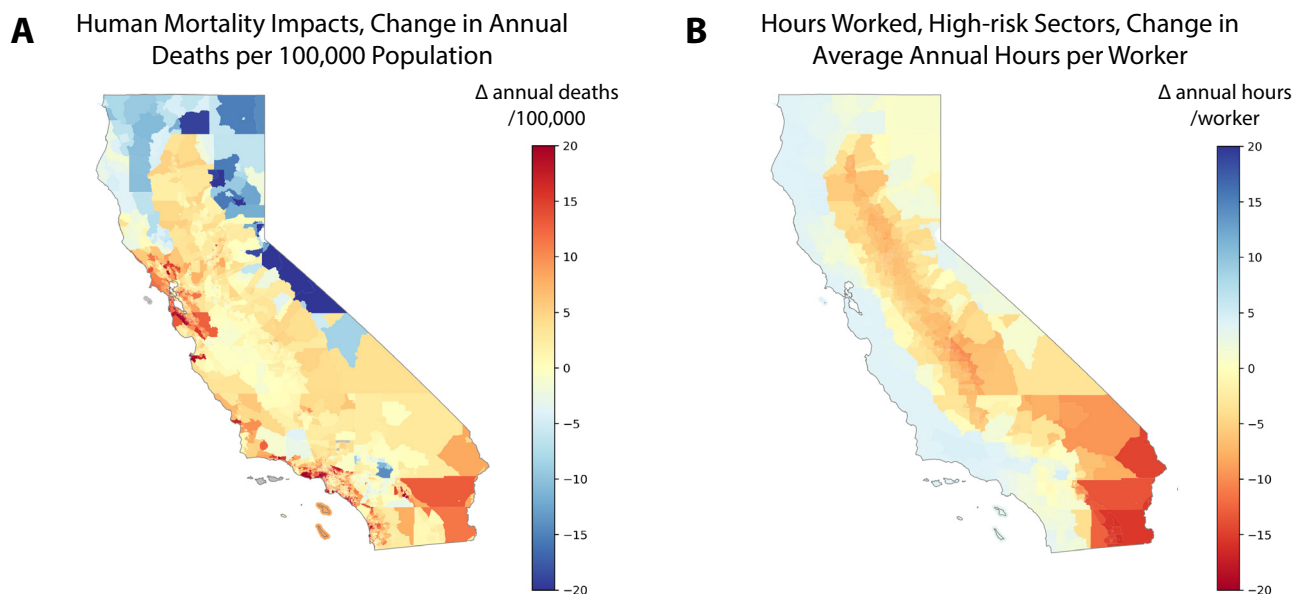 A
Human Mortality Impacts, Change in Annual
Deaths per 100,000 Population
Δ annual deaths
/100,000
20
15
10
5
0
−5
−10
−15
−20
B
Hours Worked, High-risk Sectors, Change in
Average Annual Hours per Worker
Δ annual hours
/worker
20
15
10
5
0
−5
−10
−15
−20